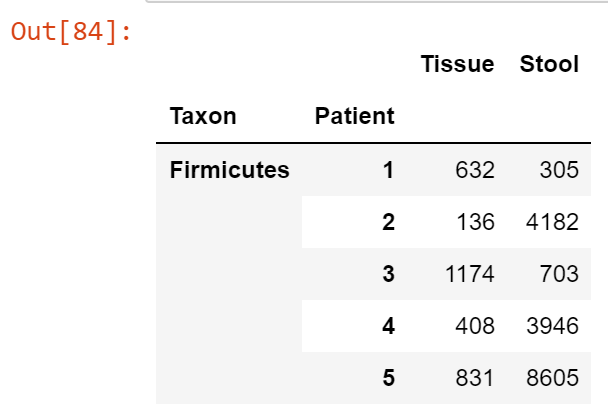 Out[84]:
Tissue Stool
Taxon Patient
Firmicutes 1 632 305
2 136 4182
3 1174 703
4 408 3946
5 831 8605